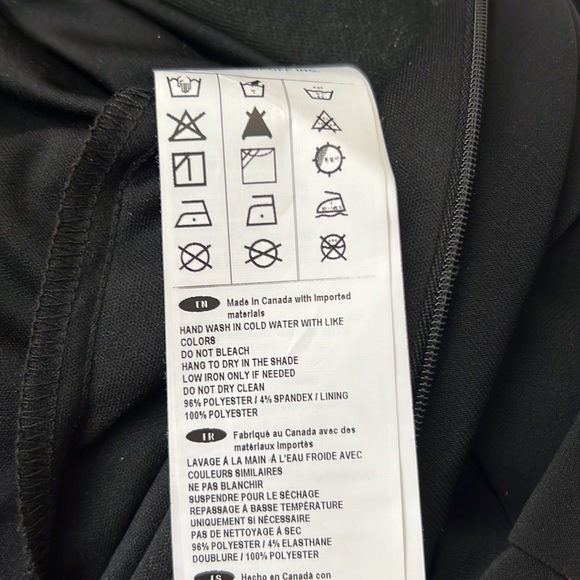 EN Made in Canada with Imported
materials
HAND WASH IN COLD WATER WITH LIKE
COLORS
DO NOT BLEACH
HANG TO DRY IN THE SHADE
LOW IRON ONLY IF NEEDED
DO NOT DRY CLEAN
96% POLYESTER / 4% SPANDEX / LINING
100% POLYESTER
FR Fabriqué au Canada avec des
matériaux Importès
LAVAGE À LA MAIN À L'EAU FROIDE AVEC
COULEURS SIMILAIRES
NE PAS BLANCHIR
SUSPENDRE POUR LE SÉCHAGE
REPASSAGE À BASSE TEMPÉRATURE
UNIQUEMENT SI NÉCESSAIRE
PAS DE NETTOYAGE À SEC
96% POLYESTER / 4% ELASTHANE
DOUBLURE / 100% POLYESTER
ES Hecho en Canadá con